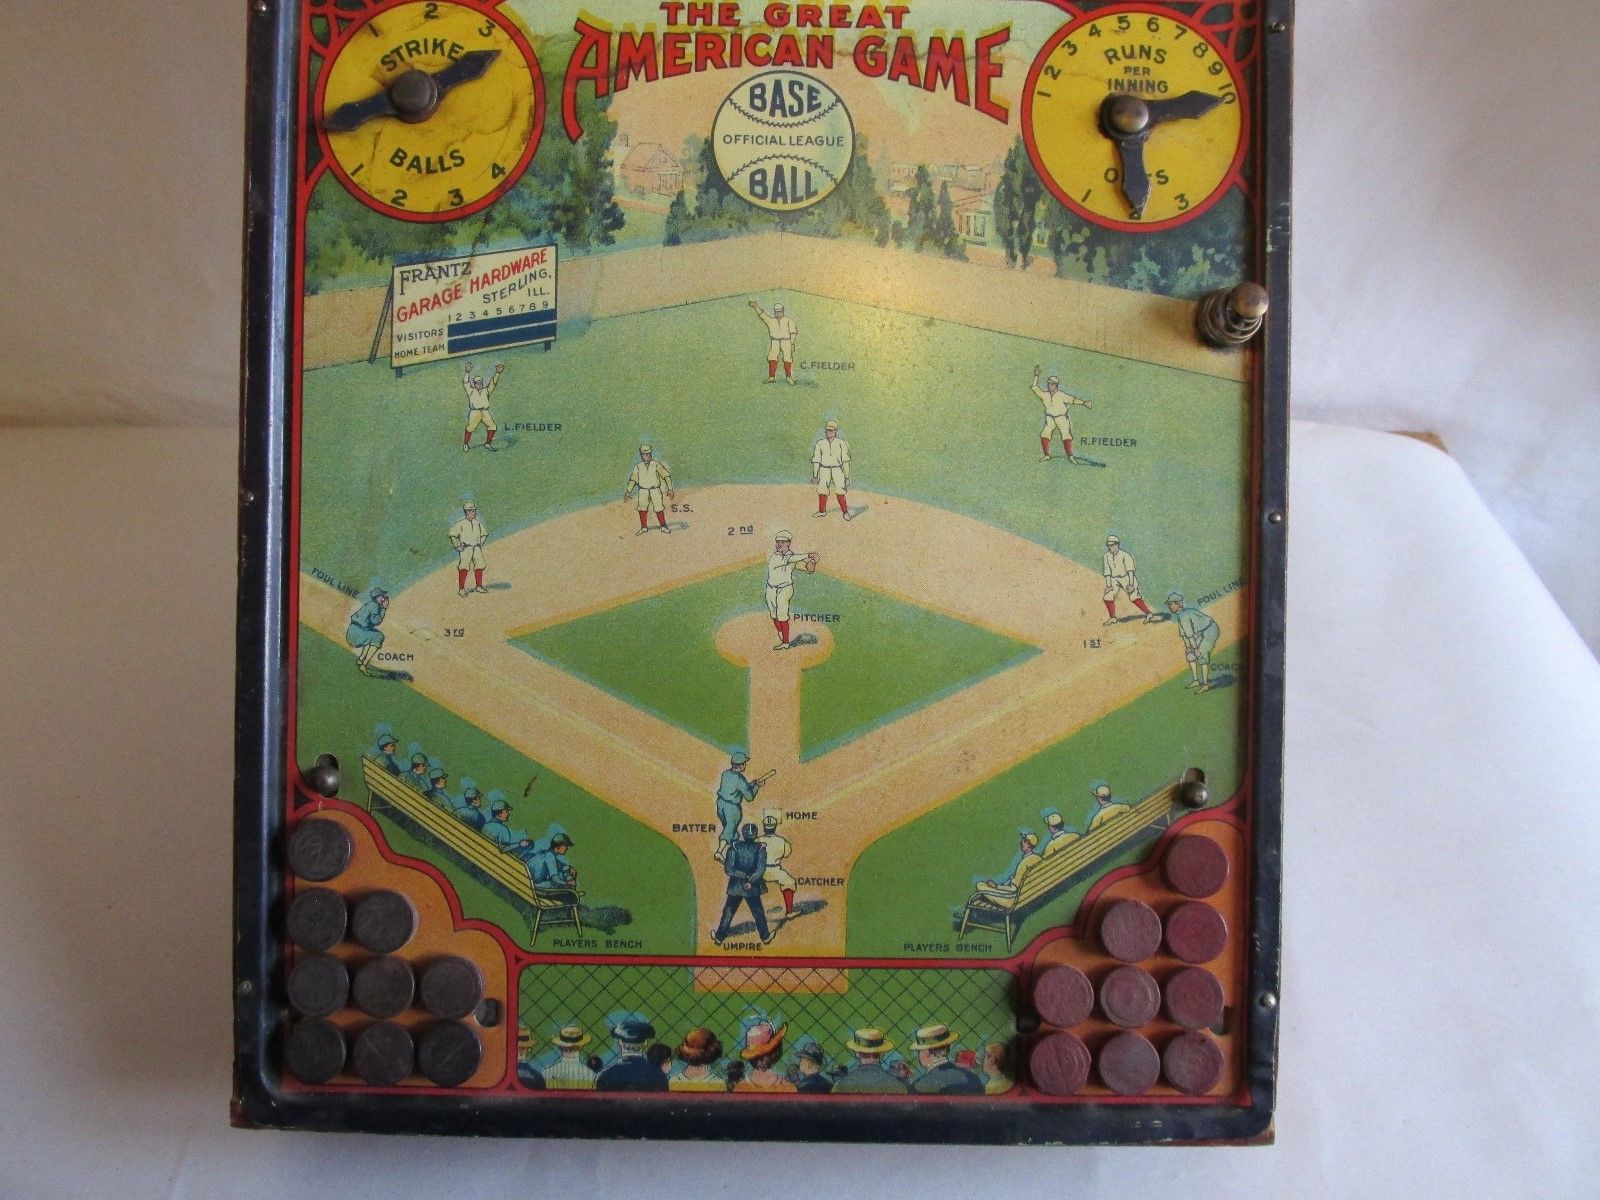 THE GREAT
AMERICAN GAME
BASE
OFFICIAL LEAGUE
BALL
1 2 3
STRIKE
BALLS
1 2 3 4
1 2 3 4 5 6 7 8 9 10
RUNS
PER
INNING
1 2 3
FRANTZ
GARAGE HARDWARE
STERLING,
ILL.
1 2 3 4 5 6 7 8 9
VISITORS
HOME TEAM
C. FIELDER
L. FIELDER
R. FIELDER
S.S.
2nd
FOUL LINE
FOUL LINE
PITCHER
3rd
1st
COACH
COACH
HOME
BATTER
CATCHER
PLAYERS BENCH
UMPIRE
PLAYERS BENCH